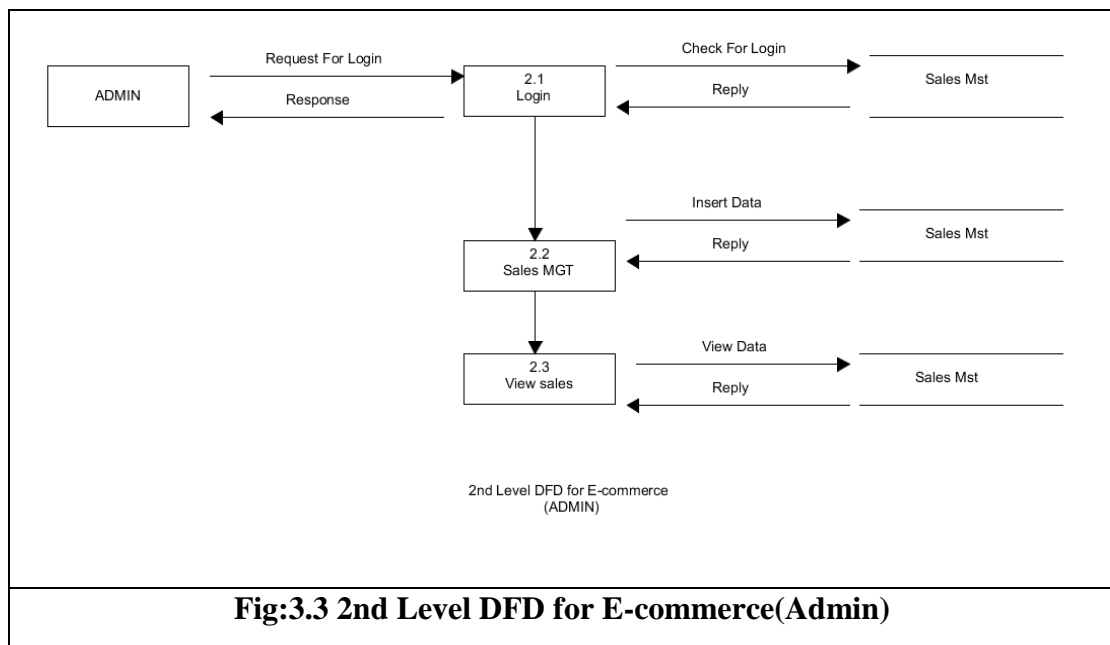 Request For Login
Check For Login
ADMIN
2.1
Login
Sales Mst
Response
Reply
Insert Data
2.2
Sales MGT
Sales Mst
Reply
View Data
2.3
View sales
Sales Mst
Reply
2nd Level DFD for E-commerce
(ADMIN)
Fig:3.3 2nd Level DFD for E-commerce(Admin)